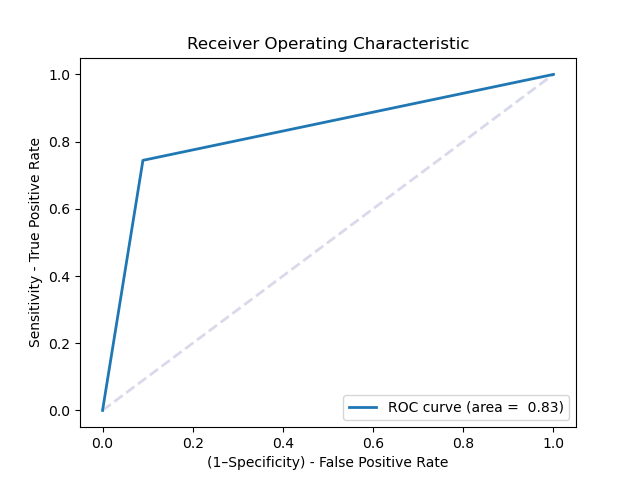 Receiver Operating Characteristic
1.0
0.8
0.6
0.4
0.2
0.0
Sensitivity - True Positive Rate
ROC curve (area =  0.83)
0.0 0.2 0.4 0.6 0.8 1.0
(1–Specificity) - False Positive Rate